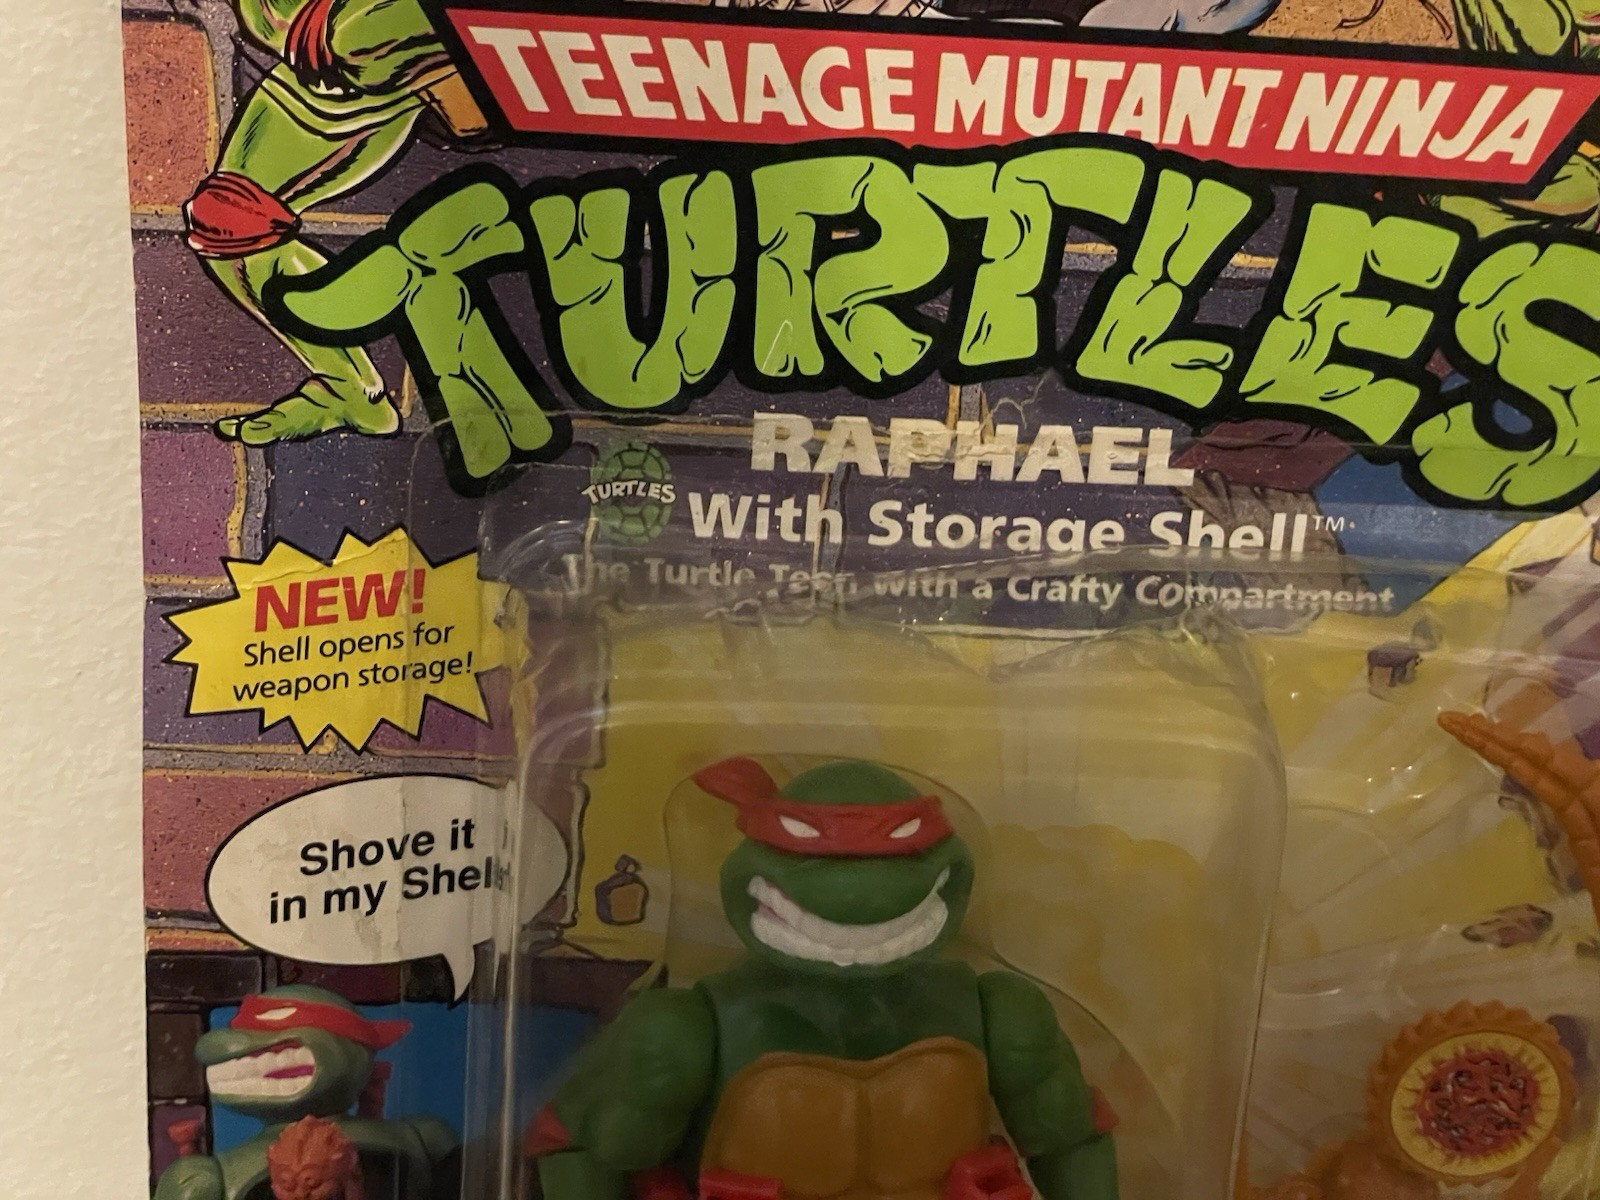 TEENAGE MUTANT NINJA
TURTLES
RAPHAEL
TURTLES
With Storage Shell™
The Turtle Teen with a Crafty Compartment
NEW!
Shell opens for
weapon storage!
Shove it
in my Shell